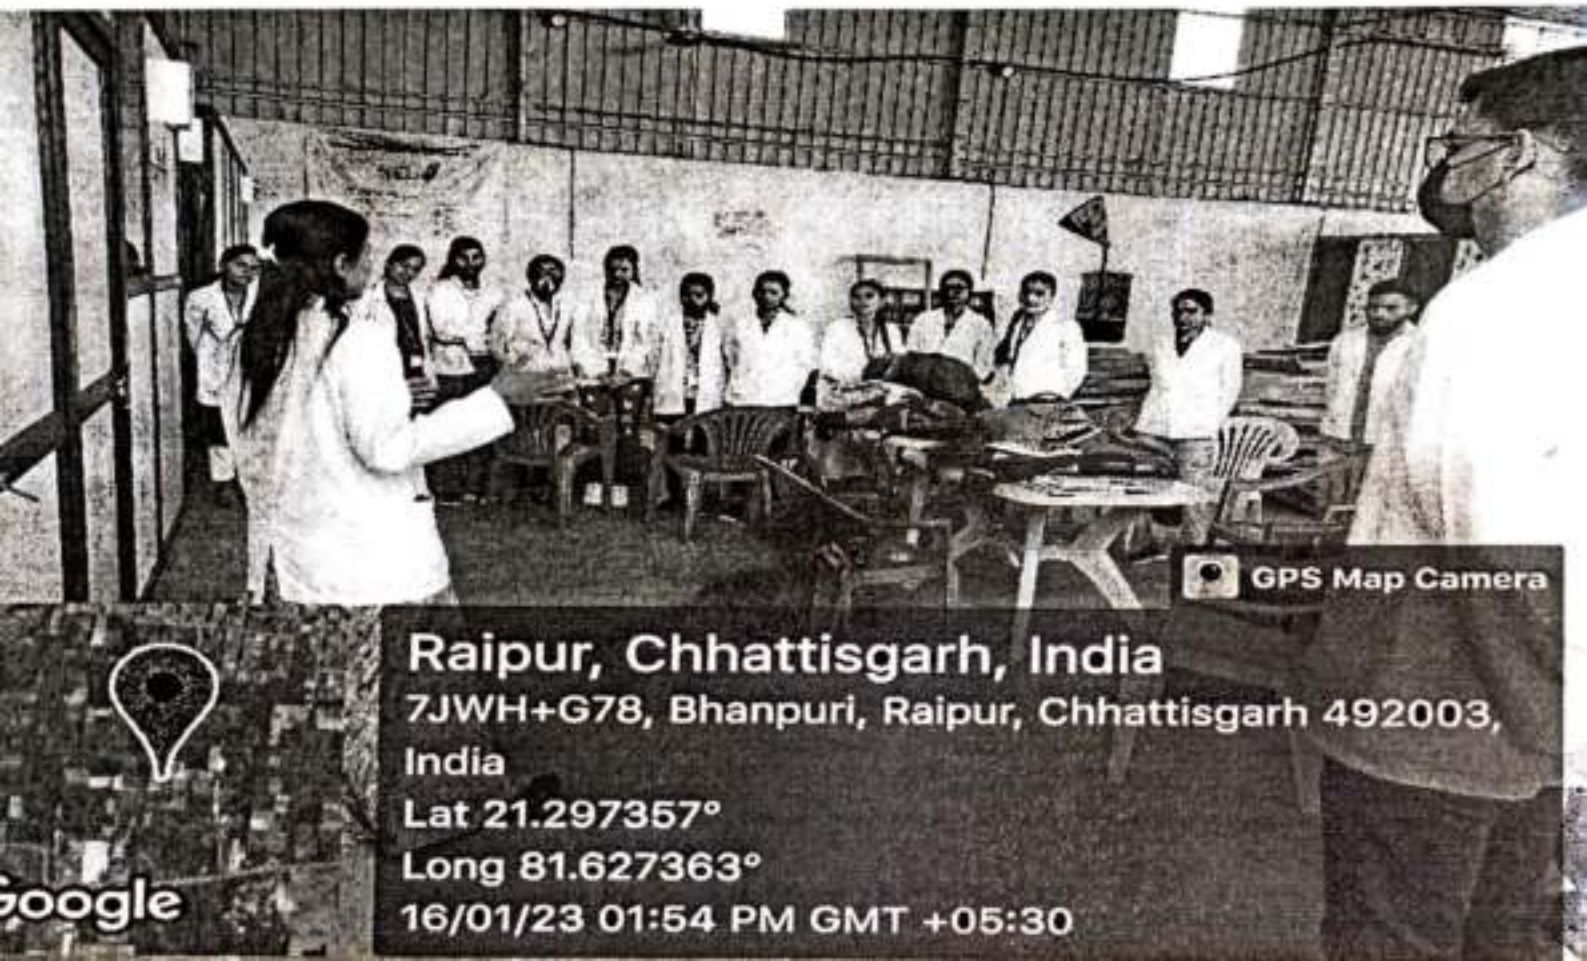 GPS Map Camera
Raipur, Chhattisgarh, India
7JWH+G78, Bhanpuri, Raipur, Chhattisgarh 492003,
India
Lat 21.297357°
Long 81.627363°
16/01/23 01:54 PM GMT +05:30
Google